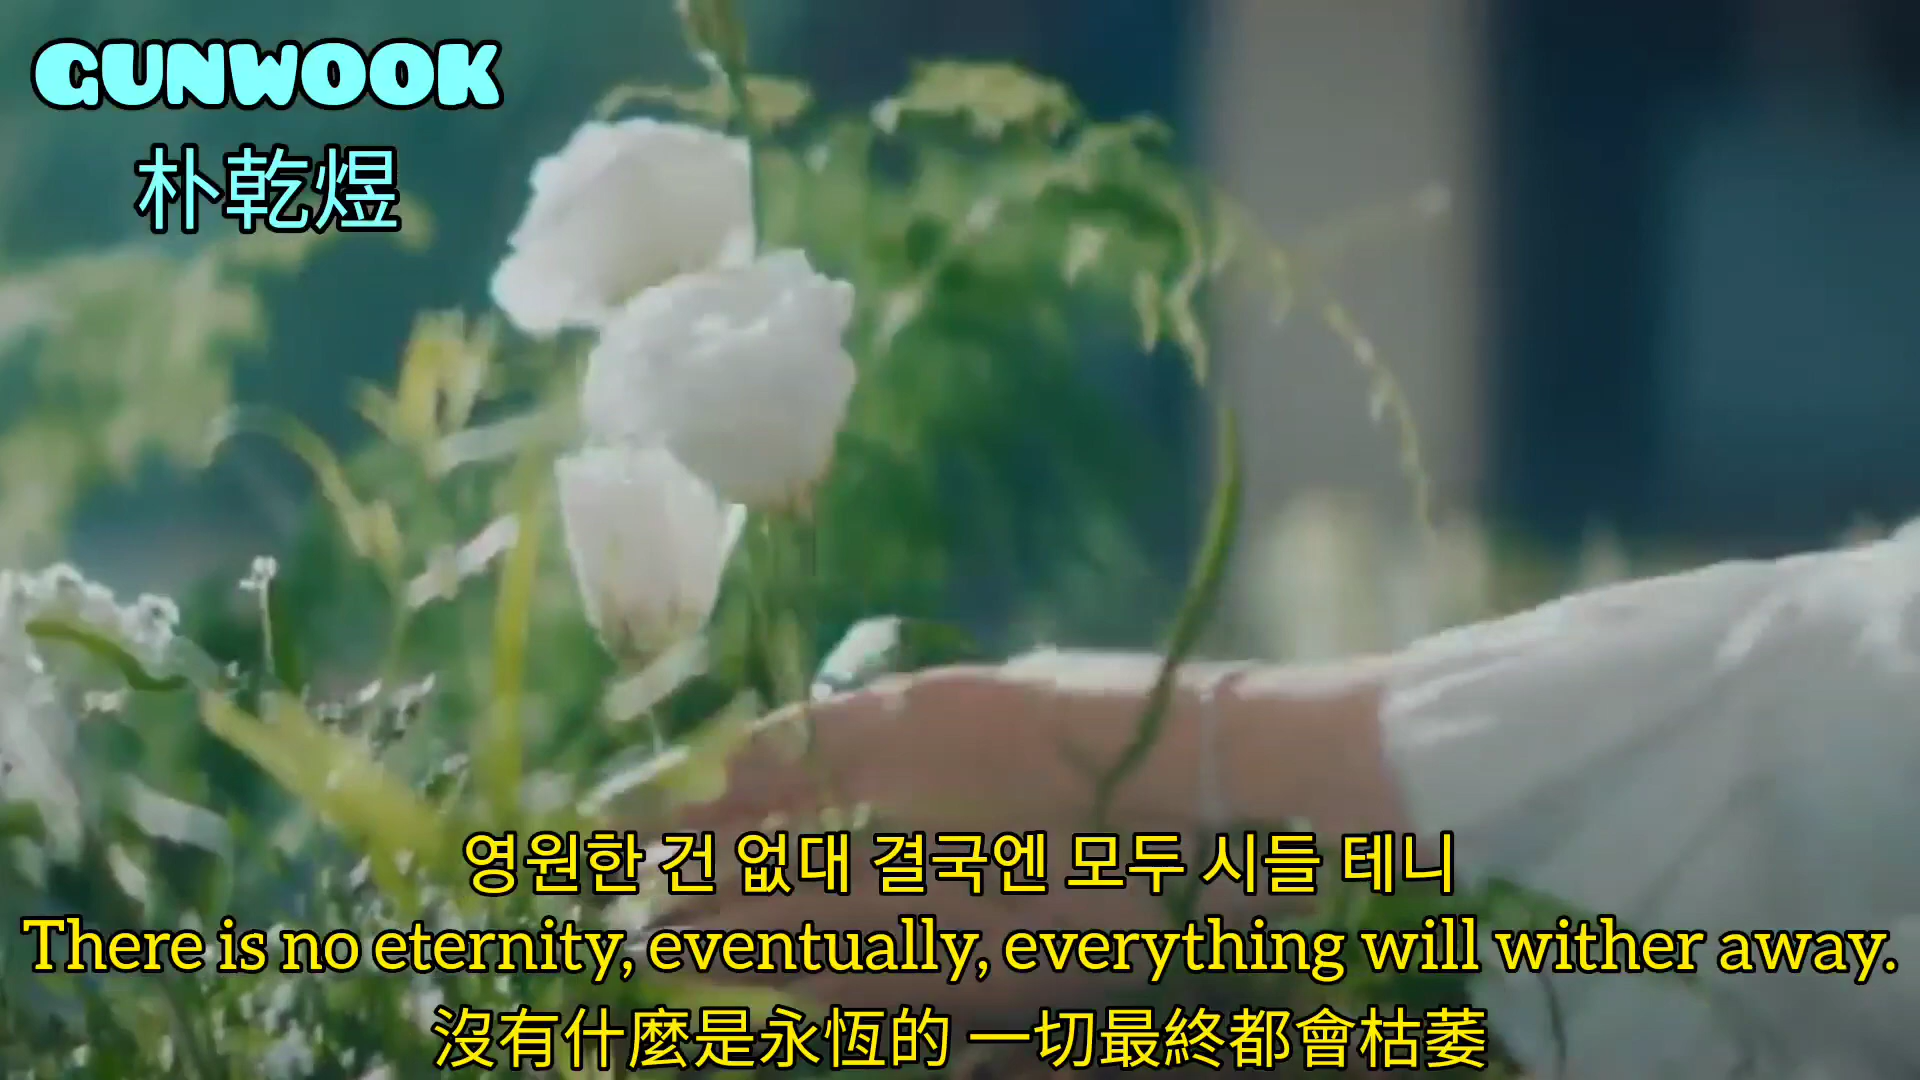 GUNWOOK
朴乾煜
영원한 건 없대 결국엔 모두 시들 테니
There is no eternity, eventually, everything will wither away.
沒有什麼是永恆的 一切最終都會枯萎